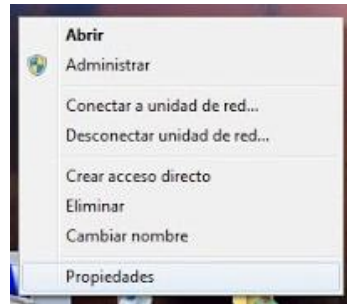 Abrir
Administrar
Conectar a unidad de red...
Desconectar unidad de red...
Crear acceso directo
Eliminar
Cambiar nombre
Propiedades